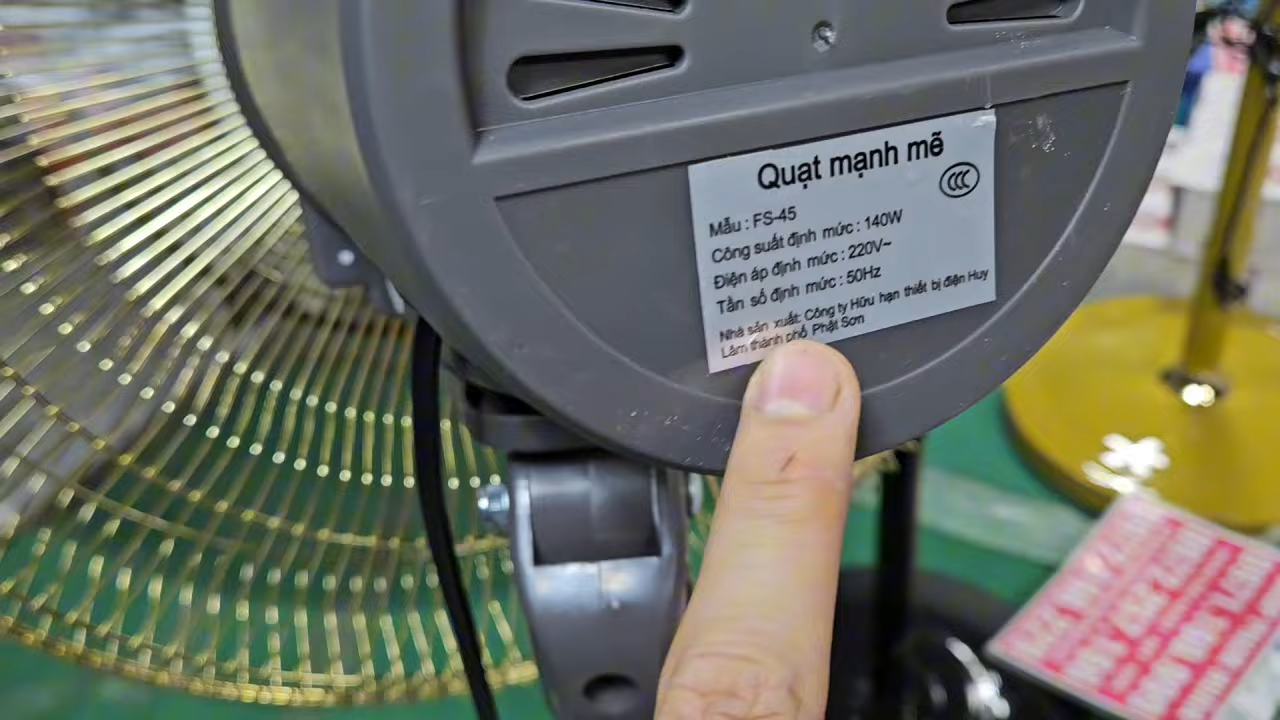 Quạt mạnh mẽ
CCC
Mẫu : FS-45
Công suất định mức : 140W
Điện áp định mức : 220V~
Tần số định mức : 50Hz
Nhà sản xuất: Công ty Hữu hạn thiết bị điện Huy
Lâm thành phố Phật Sơn